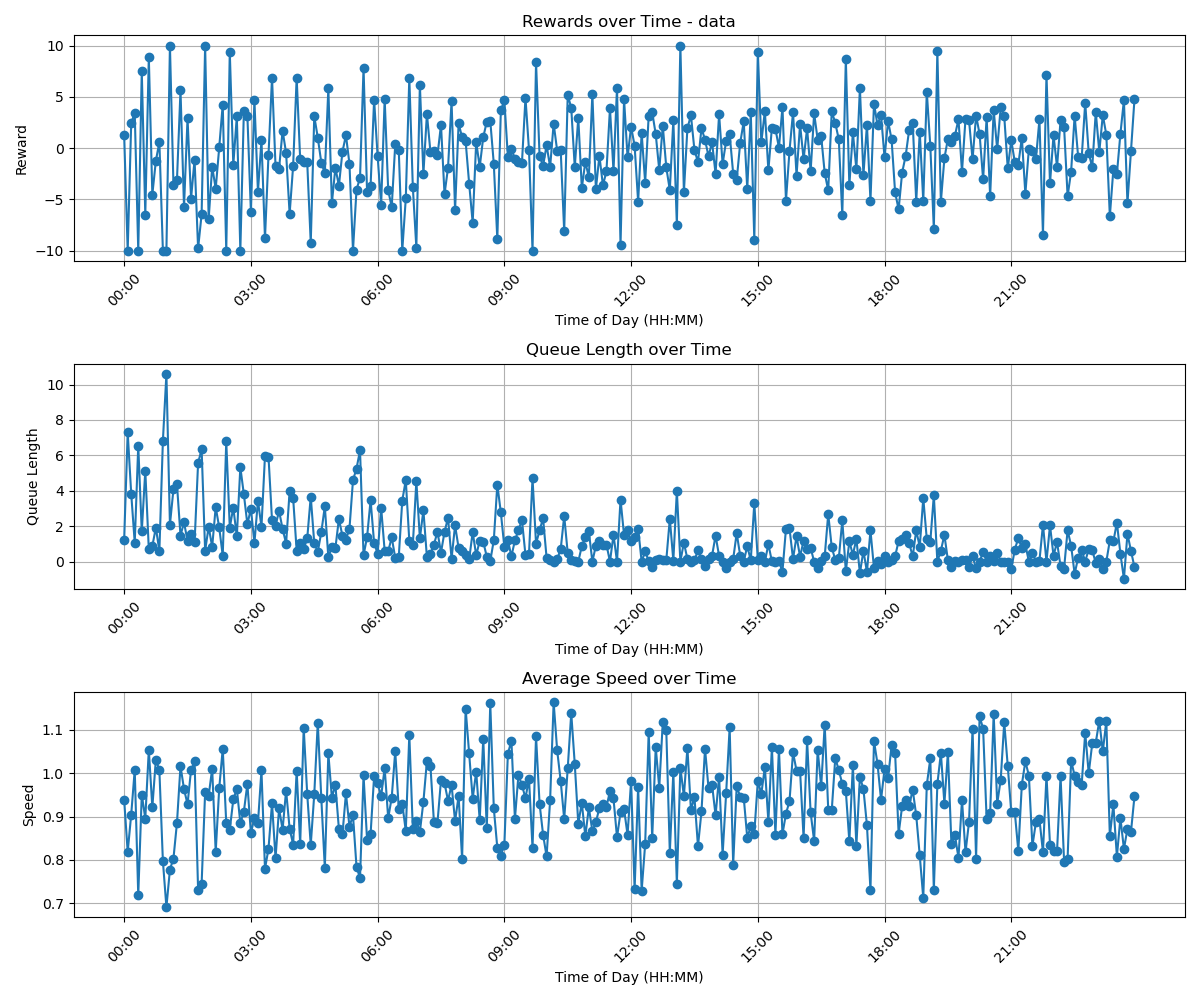 Rewards over Time - data
10
5
0
−5
−10
Reward
00:00 03:00 06:00 09:00 12:00 15:00 18:00 21:00
Time of Day (HH:MM)
Queue Length over Time
10
8
6
4
2
0
Queue Length
00:00 03:00 06:00 09:00 12:00 15:00 18:00 21:00
Time of Day (HH:MM)
Average Speed over Time
1.1
1.0
0.9
0.8
0.7
Speed
00:00 03:00 06:00 09:00 12:00 15:00 18:00 21:00
Time of Day (HH:MM)